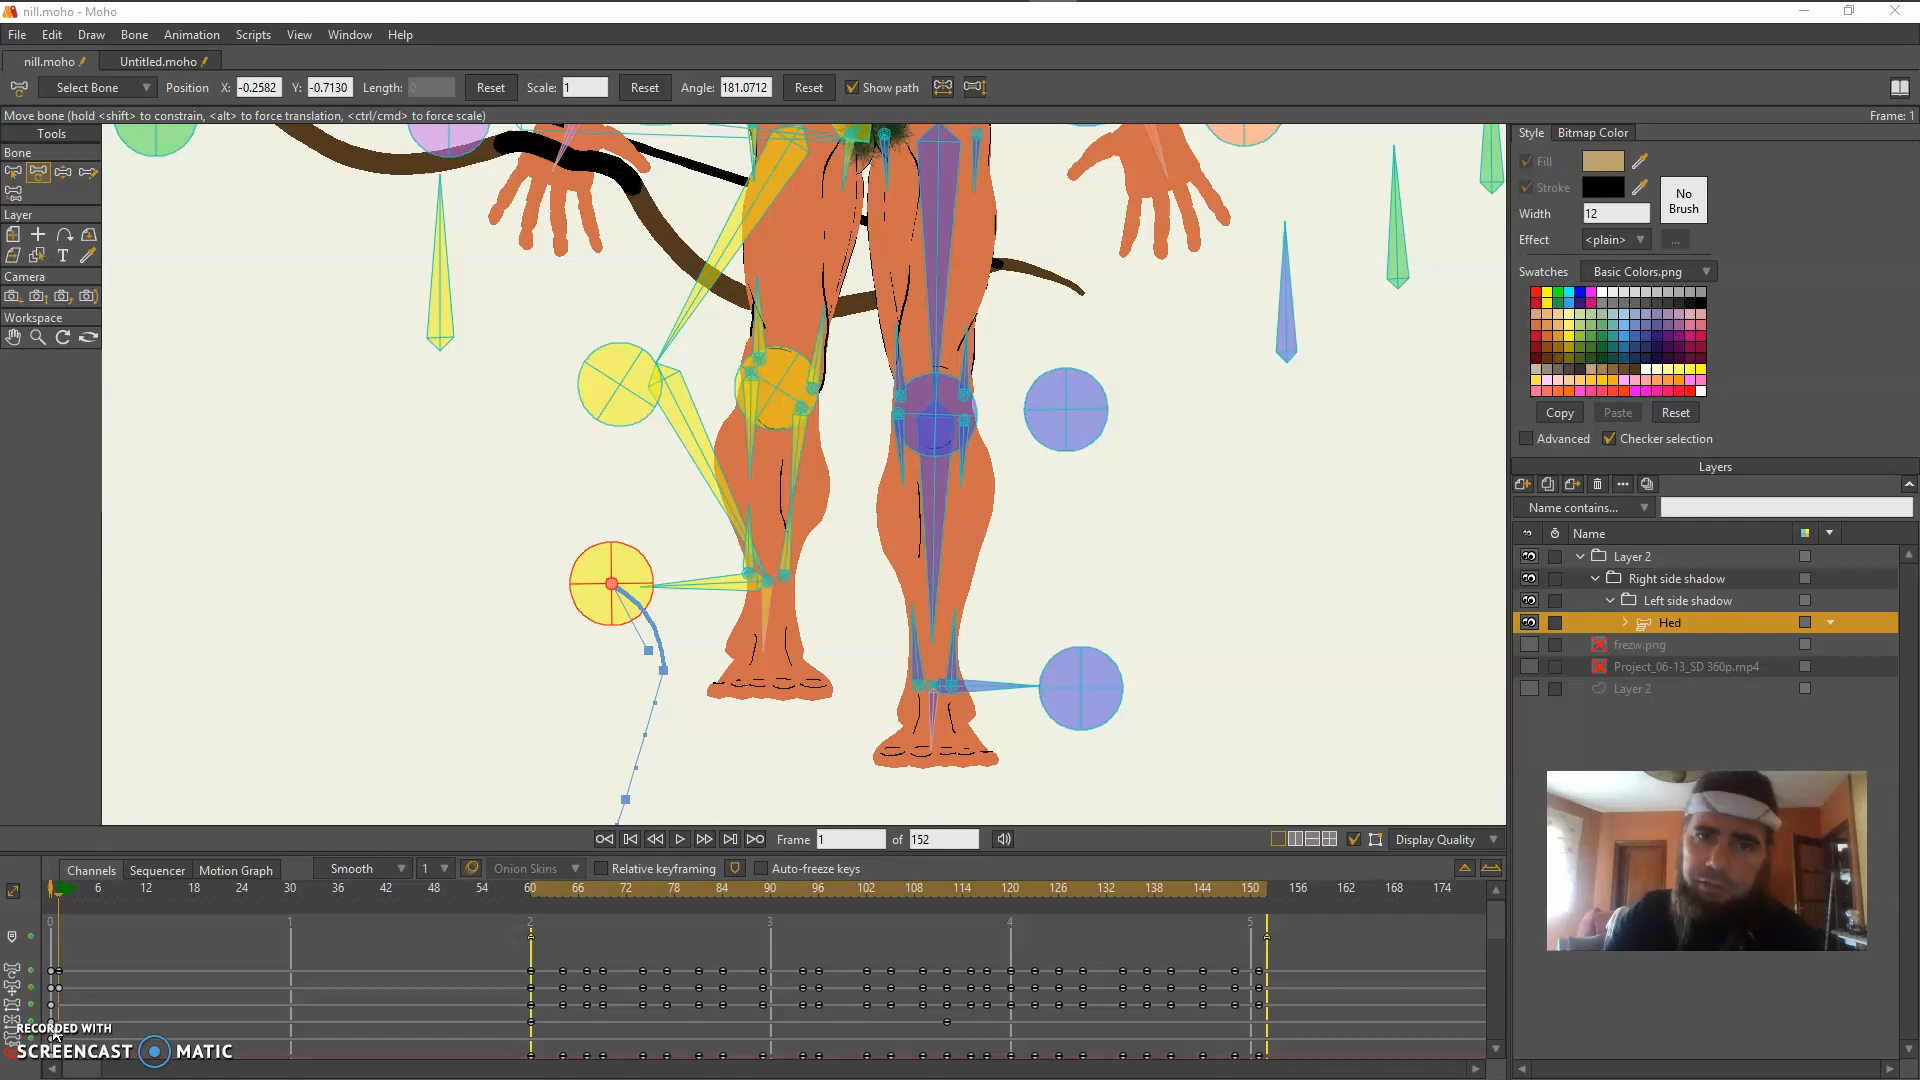 nill.moho - Moho
File Edit Draw Bone Animation Scripts View Window Help
nill.moho Untitled.moho
Select Bone Position X: -0.2582 Y: -0.7130 Length: 0 Reset Scale: 1 Reset Angle: 181.0712 Reset Show path
Move bone (hold <shift> to constrain, <alt> to force translation, <ctrl/cmd> to force scale) Frame: 1
Tools
Bone
Layer
Camera
Workspace
Style Bitmap Color
Fill
Stroke
No Brush
Width 12
Effect <plain> ...
Swatches Basic Colors.png
Copy Paste Reset
Advanced Checker selection
Layers
Name contains...
Name
Layer 2
Right side shadow
Left side shadow
Hed
frezw.png
Project_06-13_SD 360p.mp4
Layer 2
Frame 1 of 152 Display Quality
Channels Sequencer Motion Graph Smooth 1 Onion Skins Relative keyframing Auto-freeze keys
6 12 18 24 30 36 42 48 54 60 66 72 78 84 90 96 102 108 114 120 126 132 138 144 150 156 162 168 174
0 1 2 3 4 5
RECORDED WITH
SCREENCAST MATIC